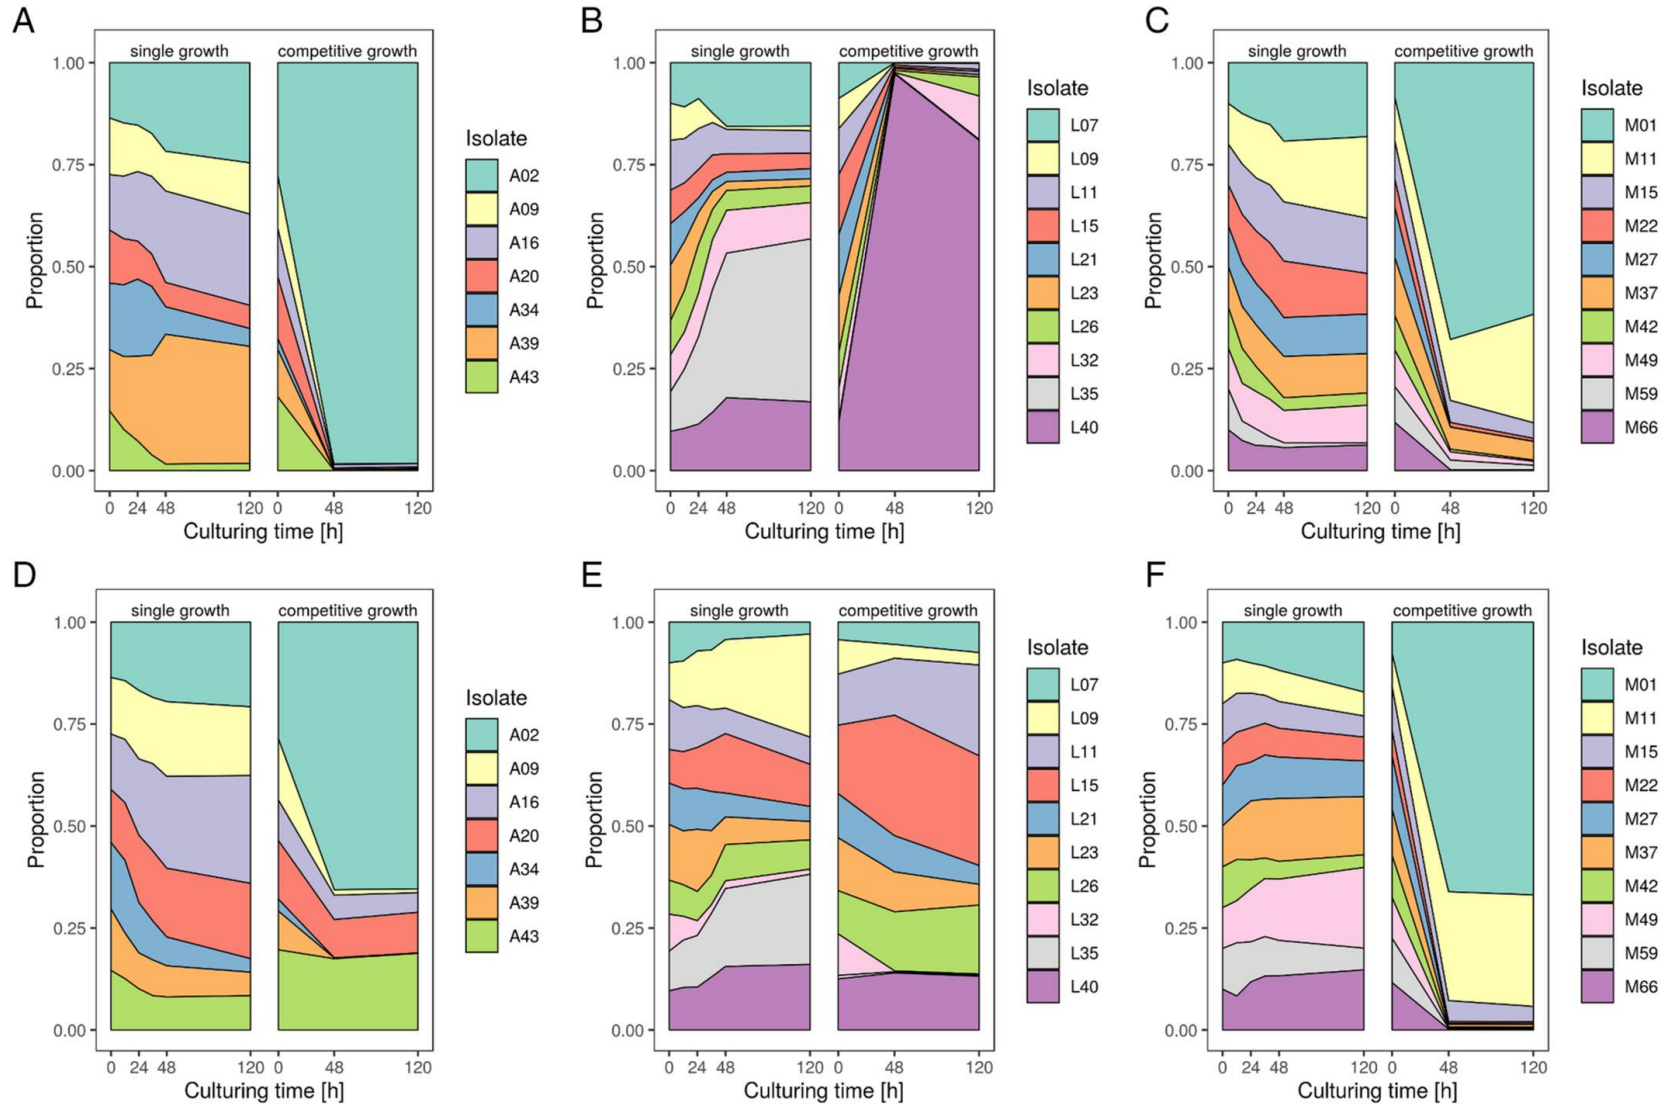 A
single growth
competitive growth
Proportion
1.00
0.75
0.50
0.25
0.00
0 24 48 120 0 48 120
Culturing time [h]
Isolate
A02
A09
A16
A20
A34
A39
A43
B
single growth
competitive growth
Proportion
1.00
0.75
0.50
0.25
0.00
0 24 48 120 0 48 120
Culturing time [h]
Isolate
L07
L09
L11
L15
L21
L23
L26
L32
L35
L40
C
single growth
competitive growth
Proportion
1.00
0.75
0.50
0.25
0.00
0 24 48 120 0 48 120
Culturing time [h]
Isolate
M01
M11
M15
M22
M27
M37
M42
M49
M59
M66
D
single growth
competitive growth
Proportion
1.00
0.75
0.50
0.25
0.00
0 24 48 120 0 48 120
Culturing time [h]
Isolate
A02
A09
A16
A20
A34
A39
A43
E
single growth
competitive growth
Proportion
1.00
0.75
0.50
0.25
0.00
0 24 48 120 0 48 120
Culturing time [h]
Isolate
L07
L09
L11
L15
L21
L23
L26
L32
L35
L40
F
single growth
competitive growth
Proportion
1.00
0.75
0.50
0.25
0.00
0 24 48 120 0 48 120
Culturing time [h]
Isolate
M01
M11
M15
M22
M27
M37
M42
M49
M59
M66